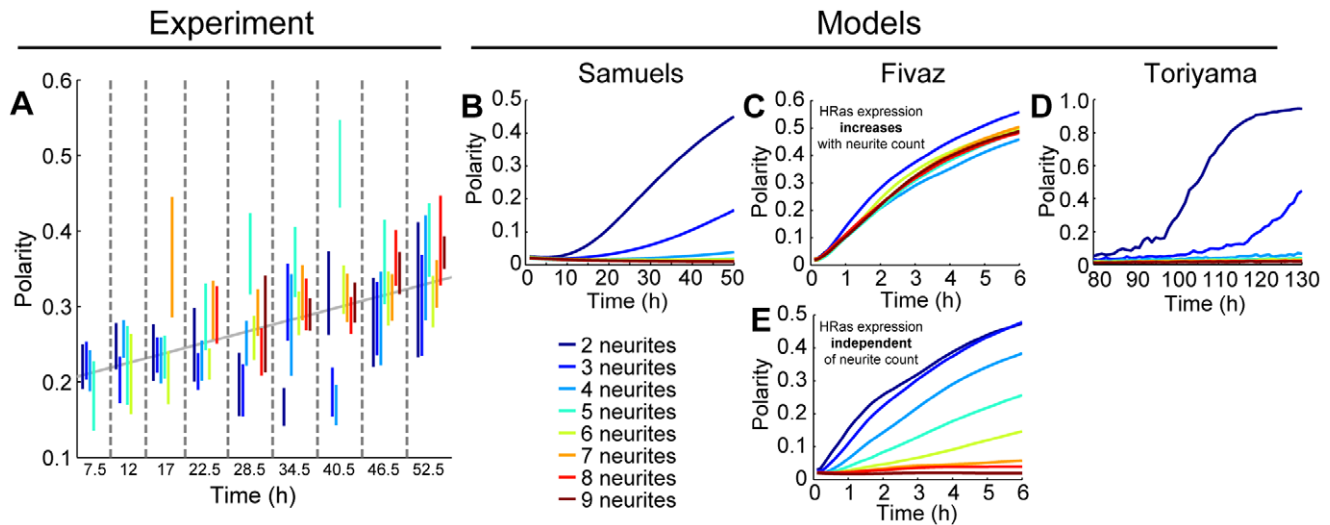 Experiment
Models
A
0.6
0.5
0.4
0.3
0.2
0.1
Polarity
7.5 12 17 22.5 28.5 34.5 40.5 46.5 52.5
Time (h)
Samuels
B
0.5
0.4
0.3
0.2
0.1
0
Polarity
0 10 20 30 40 50
Time (h)
Fivaz
C
HRas expression
increases
with neurite count
0.6
0.5
0.4
0.3
0.2
0.1
0
Polarity
0 1 2 3 4 5 6
Time (h)
Toriyama
D
1.0
0.8
0.6
0.4
0.2
0
Polarity
80 90 100 110 120 130
Time (h)
2 neurites
3 neurites
4 neurites
5 neurites
6 neurites
7 neurites
8 neurites
9 neurites
E
HRas expression
independent
of neurite count
0.5
0.4
0.3
0.2
0.1
0
Polarity
0 1 2 3 4 5 6
Time (h)